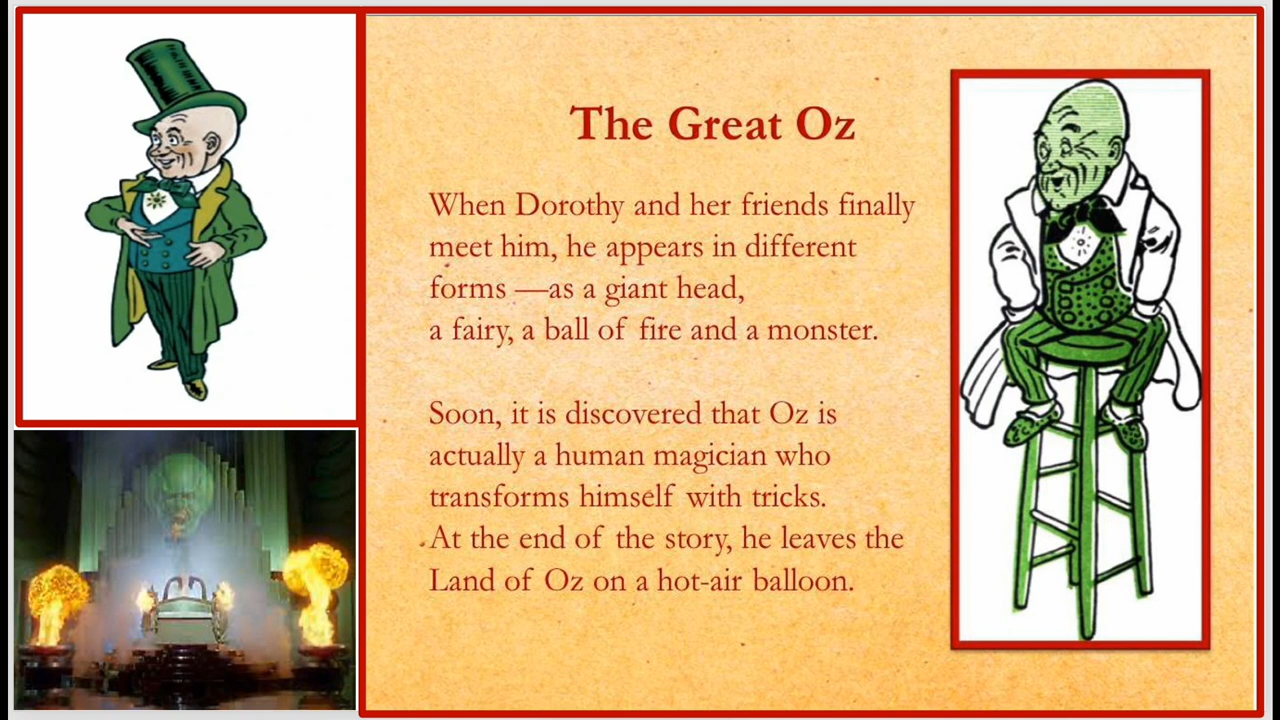 The Great Oz
When Dorothy and her friends finally
meet him, he appears in different
forms —as a giant head,
a fairy, a ball of fire and a monster.
Soon, it is discovered that Oz is
actually a human magician who
transforms himself with tricks.
At the end of the story, he leaves the
Land of Oz on a hot-air balloon.